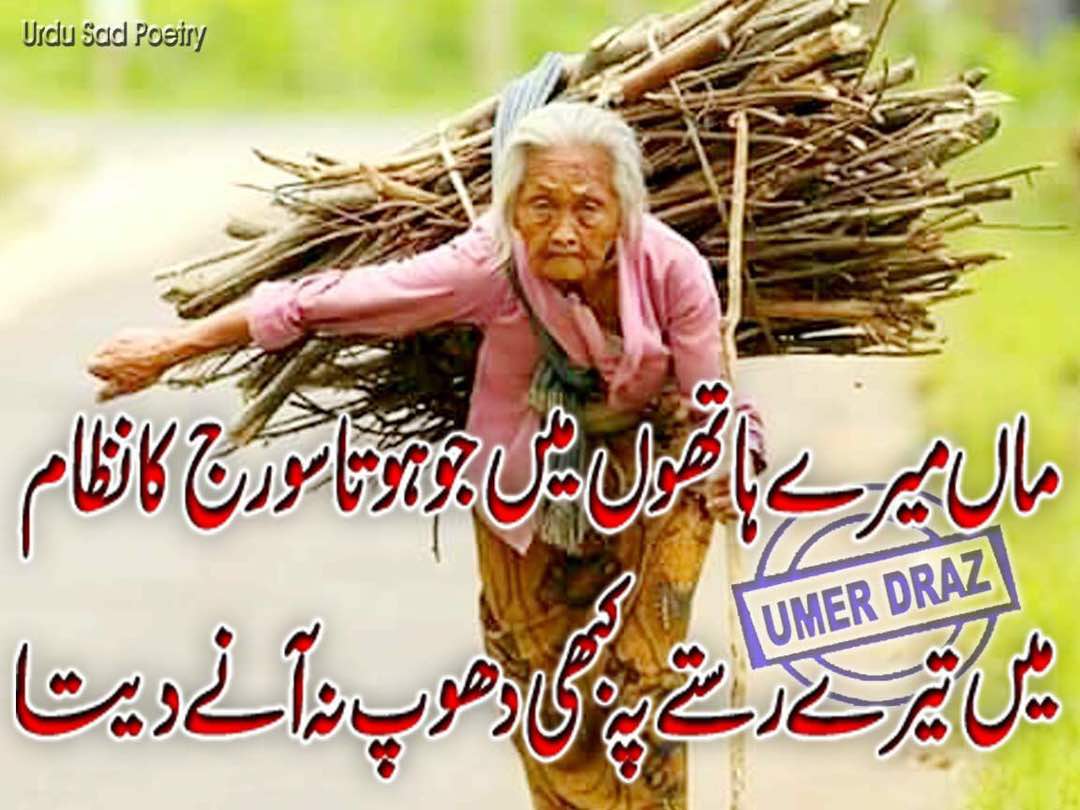 Urdu Sad Poetry
ماں میرے ہاتھوں میں جو ہوتا سورج کا نظام
UMER DRAZ
میں تیرے رستے پہ کبھی دھوپ نہ آنے دیتا